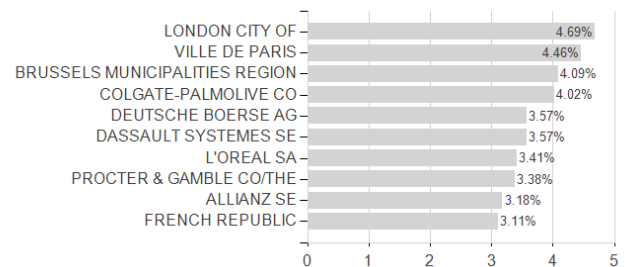 LONDON CITY OF 4.69%
VILLE DE PARIS 4.46%
BRUSSELS MUNICIPALITIES REGION 4.09%
COLGATE-PALMOLIVE CO 4.02%
DEUTSCHE BOERSE AG 3.57%
DASSAULT SYSTEMES SE 3.57%
L'OREAL SA 3.41%
PROCTER & GAMBLE CO/THE 3.38%
ALLIANZ SE 3.18%
FRENCH REPUBLIC 3.11%
0 1 2 3 4 5